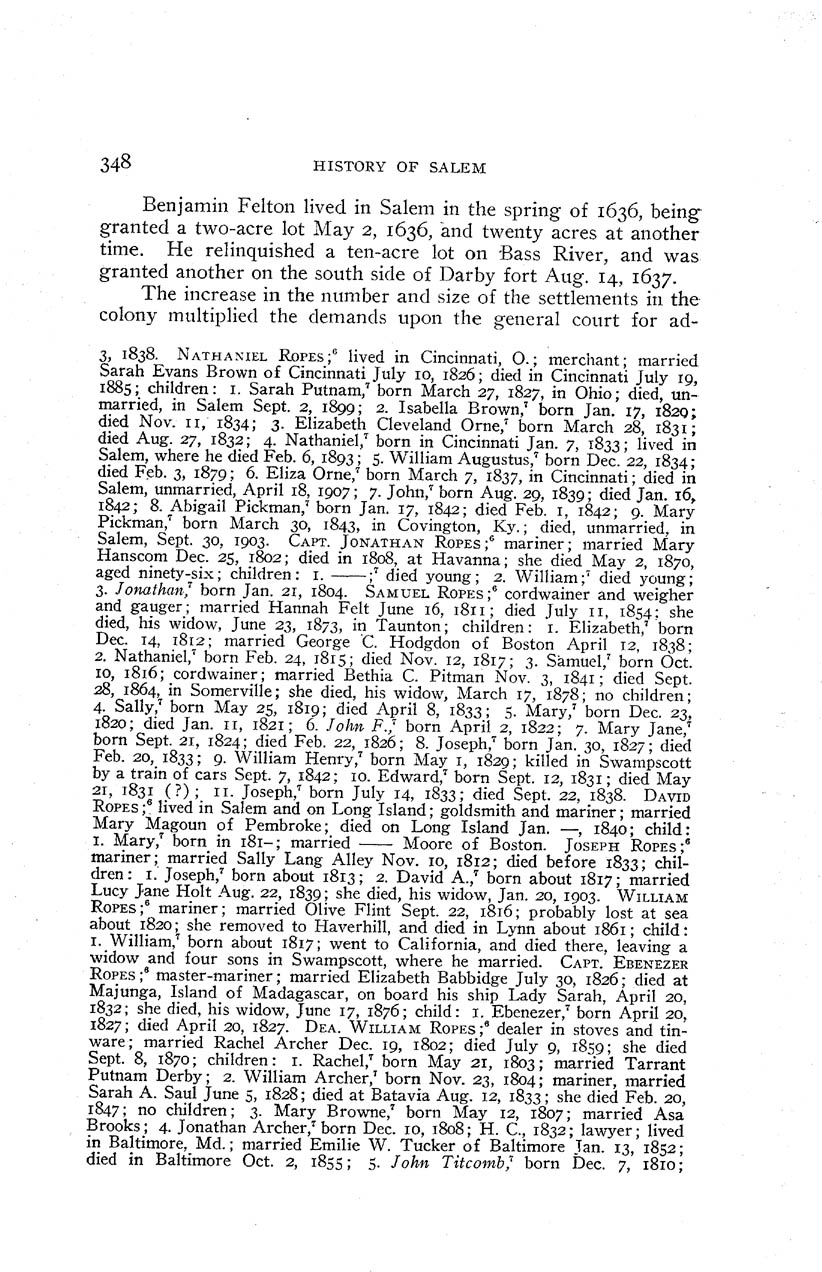 348
HISTORY OF SALEM
Benjamin Felton lived in Salem in the spring of 1636, being
granted a two-acre lot May 2, 1636, and twenty acres at another
time. He relinquished a ten-acre lot on Bass River, and was
granted another on the south side of Darby fort Aug. 14, 1637.
The increase in the number and size of the settlements in the
colony multiplied the demands upon the general court for ad-
3, 1838. NATHANIEL ROPES;⁶ lived in Cincinnati, O.; merchant; married
Sarah Evans Brown of Cincinnati July 10, 1826; died in Cincinnati July 19,
1885; children: 1. Sarah Putnam,⁷ born March 27, 1827, in Ohio; died, un-
married, in Salem Sept. 2, 1899; 2. Isabella Brown,⁷ born Jan. 17, 1829;
died Nov. 11, 1834; 3. Elizabeth Cleveland Orne,⁷ born March 28, 1831;
died Aug. 27, 1832; 4. Nathaniel,⁷ born in Cincinnati Jan. 7, 1833; lived in
Salem, where he died Feb. 6, 1893; 5. William Augustus,⁷ born Dec. 22, 1834;
died Feb. 3, 1879; 6. Eliza Orne,⁷ born March 7, 1837, in Cincinnati; died in
Salem, unmarried, April 18, 1907; 7. John,⁷ born Aug. 29, 1839; died Jan. 16,
1842; 8. Abigail Pickman,⁷ born Jan. 17, 1842; died Feb. 1, 1842; 9. Mary
Pickman,⁷ born March 30, 1843, in Covington, Ky.; died, unmarried, in
Salem, Sept. 30, 1903. CAPT. JONATHAN ROPES;⁶ mariner; married Mary
Hanscom Dec. 25, 1802; died in 1808, at Havanna; she died May 2, 1870,
aged ninety-six; children: 1. ——;⁷ died young; 2. William;⁷ died young;
3. Jonathan,⁷ born Jan. 21, 1804. SAMUEL ROPES;⁶ cordwainer and weigher
and gauger; married Hannah Felt June 16, 1811; died July 11, 1854; she
died, his widow, June 23, 1873, in Taunton; children: 1. Elizabeth,⁷ born
Dec. 14, 1812; married George C. Hodgdon of Boston April 12, 1838;
2. Nathaniel,⁷ born Feb. 24, 1815; died Nov. 12, 1817; 3. Samuel,⁷ born Oct.
10, 1816; cordwainer; married Bethia C. Pitman Nov. 3, 1841; died Sept.
28, 1864, in Somerville; she died, his widow, March 17, 1878; no children;
4. Sally,⁷ born May 25, 1819; died April 8, 1833; 5. Mary,⁷ born Dec. 23,
1820; died Jan. 11, 1821; 6. John F.,⁷ born April 2, 1822; 7. Mary Jane,⁷
born Sept. 21, 1824; died Feb. 22, 1826; 8. Joseph,⁷ born Jan. 30, 1827; died
Feb. 20, 1833; 9. William Henry,⁷ born May 1, 1829; killed in Swampscott
by a train of cars Sept. 7, 1842; 10. Edward,⁷ born Sept. 12, 1831; died May
21, 1831 (?); 11. Joseph,⁷ born July 14, 1833; died Sept. 22, 1838. DAVID
ROPES;⁶ lived in Salem and on Long Island; goldsmith and mariner; married
Mary Magoun of Pembroke; died on Long Island Jan. —, 1840; child:
1. Mary,⁷ born in 181–; married —— Moore of Boston. JOSEPH ROPES;⁶
mariner; married Sally Lang Alley Nov. 10, 1812; died before 1833; chil-
dren: 1. Joseph,⁷ born about 1813; 2. David A.,⁷ born about 1817; married
Lucy Jane Holt Aug. 22, 1839; she died, his widow, Jan. 20, 1903. WILLIAM
ROPES;⁶ mariner; married Olive Flint Sept. 22, 1816; probably lost at sea
about 1820; she removed to Haverhill, and died in Lynn about 1861; child:
1. William,⁷ born about 1817; went to California, and died there, leaving a
widow and four sons in Swampscott, where he married. CAPT. EBENEZER
ROPES;⁶ master-mariner; married Elizabeth Babbidge July 30, 1826; died at
Majunga, Island of Madagascar, on board his ship Lady Sarah, April 20,
1832; she died, his widow, June 17, 1876; child: 1. Ebenezer,⁷ born April 20,
1827; died April 20, 1827. DEA. WILLIAM ROPES;⁶ dealer in stoves and tin-
ware; married Rachel Archer Dec. 19, 1802; died July 9, 1859; she died
Sept. 8, 1870; children: 1. Rachel,⁷ born May 21, 1803; married Tarrant
Putnam Derby; 2. William Archer,⁷ born Nov. 23, 1804; mariner, married
Sarah A. Saul June 5, 1828; died at Batavia Aug. 12, 1833; she died Feb. 20,
1847; no children; 3. Mary Browne,⁷ born May 12, 1807; married Asa
Brooks; 4. Jonathan Archer,⁷ born Dec. 10, 1808; H. C., 1832; lawyer; lived
in Baltimore, Md.; married Emilie W. Tucker of Baltimore Jan. 13, 1852;
died in Baltimore Oct. 2, 1855; 5. John Titcomb,⁷ born Dec. 7, 1810;